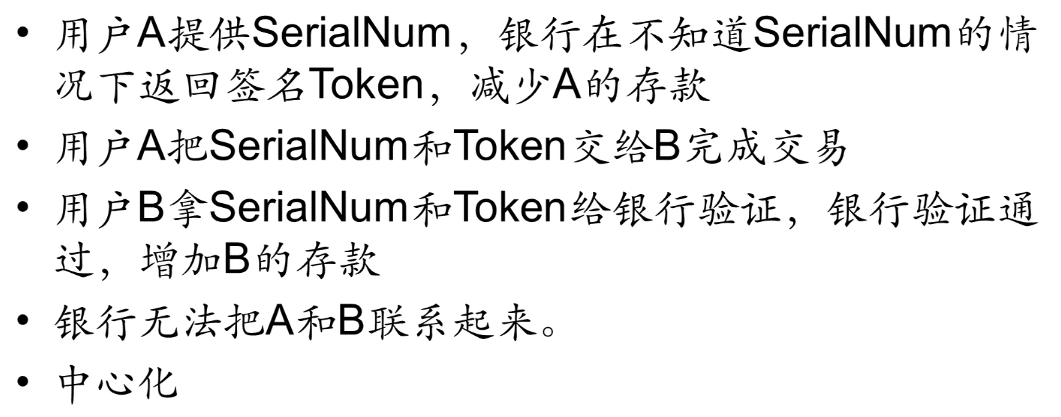 • 用户A提供SerialNum，银行在不知道SerialNum的情
况下返回签名Token，减少A的存款
• 用户A把SerialNum和Token交给B完成交易
• 用户B拿SerialNum和Token给银行验证，银行验证通
过，增加B的存款
• 银行无法把A和B联系起来。
• 中心化